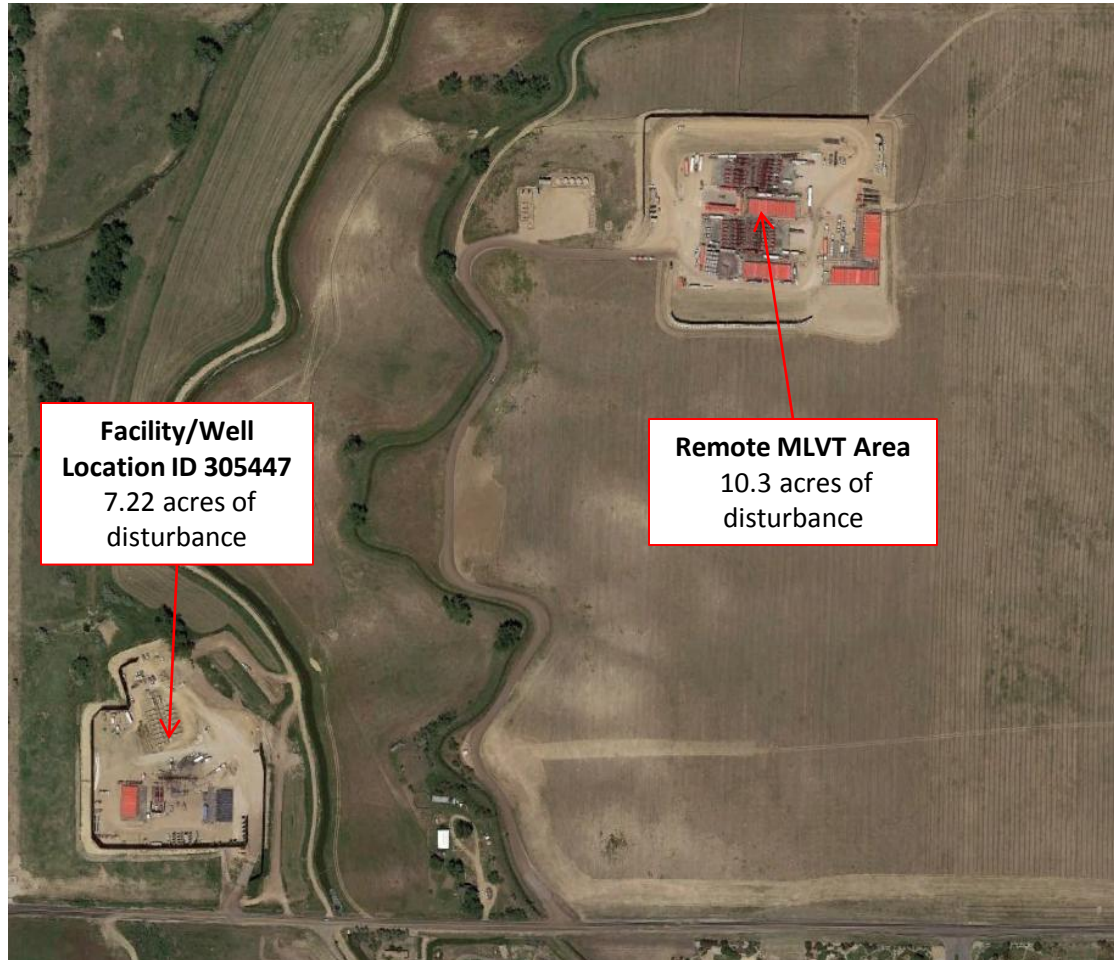 Facility/Well
Location ID 305447
7.22 acres of
disturbance
Remote MLVT Area
10.3 acres of
disturbance